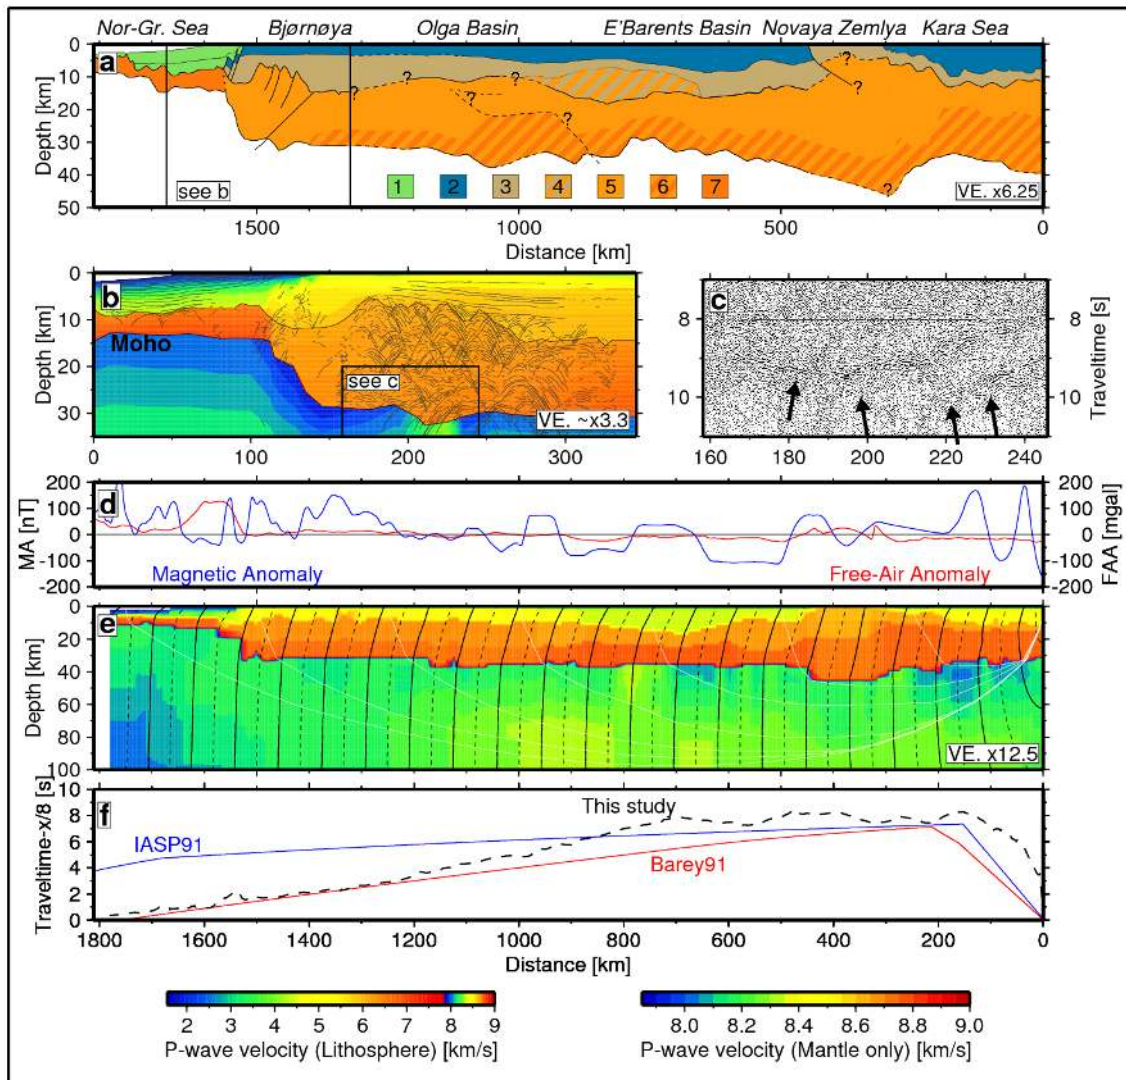 Nor-Gr. Sea Bjørnøya Olga Basin E'Barents Basin Novaya Zemlya Kara Sea
a
0
10
20
30
40
50
Depth [km]
? ? ? ? ? ? ? ? ?
see b
1 2 3 4 5 6 7
VE. x6.25
1500 1000 500 0
Distance [km]
b
0
10
20
30
Depth [km]
Moho
see c
VE. ~x3.3
0 100 200 300
c
8 8
10 10
Traveltime [s]
160 180 200 220 240
d
200 200
100 100
0 0
-100 -100
-200 -200
MA [nT]
FAA [mgal]
Magnetic Anomaly Free-Air Anomaly
e
0
20
40
60
80
100
Depth [km]
VE. x12.5
f
10
8
6
4
2
0
Traveltime-x/8 [s]
This study
IASP91
Barey91
1800 1600 1400 1200 1000 800 600 400 200 0
Distance [km]
2 3 4 5 6 7 8 9
P-wave velocity (Lithosphere) [km/s]
8.0 8.2 8.4 8.6 8.8 9.0
P-wave velocity (Mantle only) [km/s]